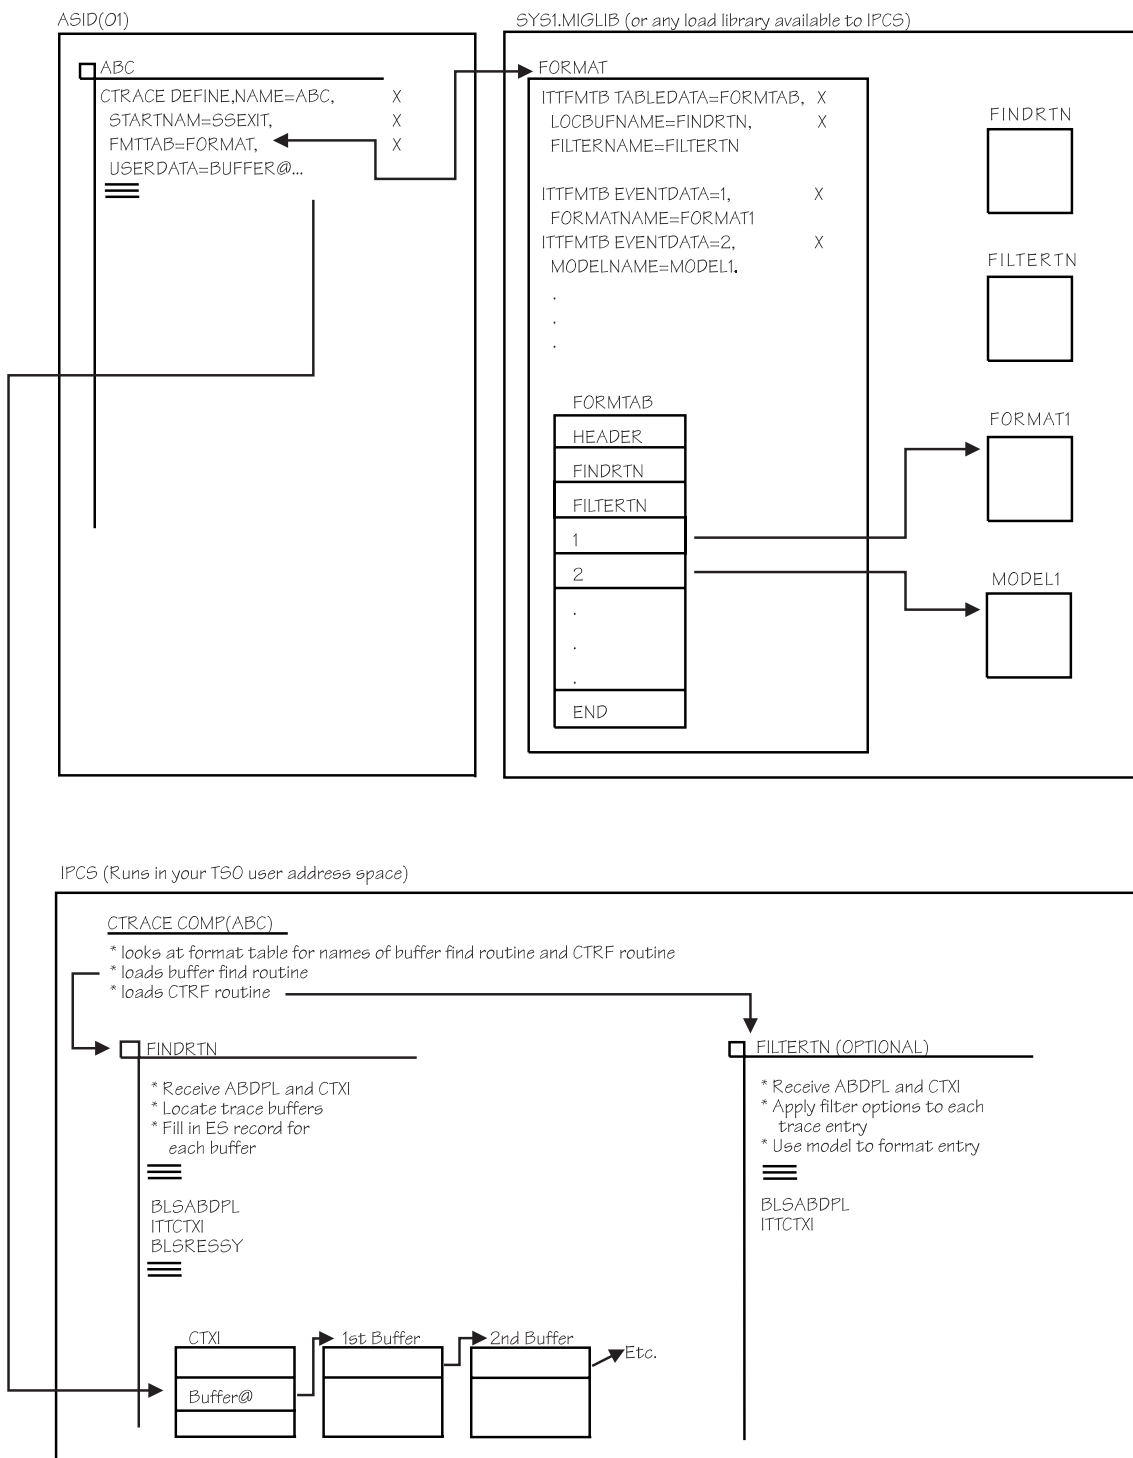 ASID(01)
ABC
CTRACE DEFINE,NAME=ABC, X
STARTNAM=SSEXIT, X
FMTTAB=FORMAT, X
USERDATA=BUFFER@...
SYS1.MIGLIB (or any load library available to IPCS)
FORMAT
ITTFMTB TABLEDATA=FORMTAB, X
LOCBUFNAME=FINDRTN, X
FILTERNAME=FILTERTN
ITTFMTB EVENTDATA=1, X
FORMATNAME=FORMAT1
ITTFMTB EVENTDATA=2, X
MODELNAME=MODEL1.
.
.
.
FORMTAB
HEADER
FINDRTN
FILTERTN
1
2
.
.
.
END
FINDRTN
FILTERTN
FORMAT1
MODEL1
IPCS (Runs in your TSO user address space)
CTRACE COMP(ABC)
* looks at format table for names of buffer find routine and CTRF routine
* loads buffer find routine
* loads CTRF routine
FINDRTN
* Receive ABDPL and CTXI
* Locate trace buffers
* Fill in ES record for
each buffer
BLSABDPL
ITTCTXI
BLSRESSY
FILTERTN (OPTIONAL)
* Receive ABDPL and CTXI
* Apply filter options to each
trace entry
* Use model to format entry
BLSABDPL
ITTCTXI
CTXI
Buffer@
1st Buffer
2nd Buffer
Etc.